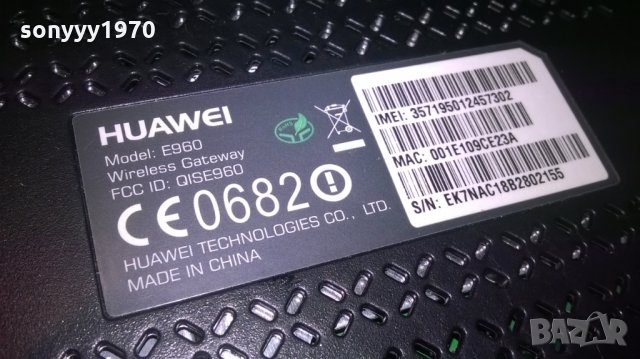 sonyyy1970
HUAWEI
Model: E960
Wireless Gateway
FCC ID: QISE960
CE0682
HUAWEI TECHNOLOGIES CO., LTD.
MADE IN CHINA
IMEI: 357195012457302
MAC: 001E109CE23A
S/N: EK7NAC18B2802155
BAZAR